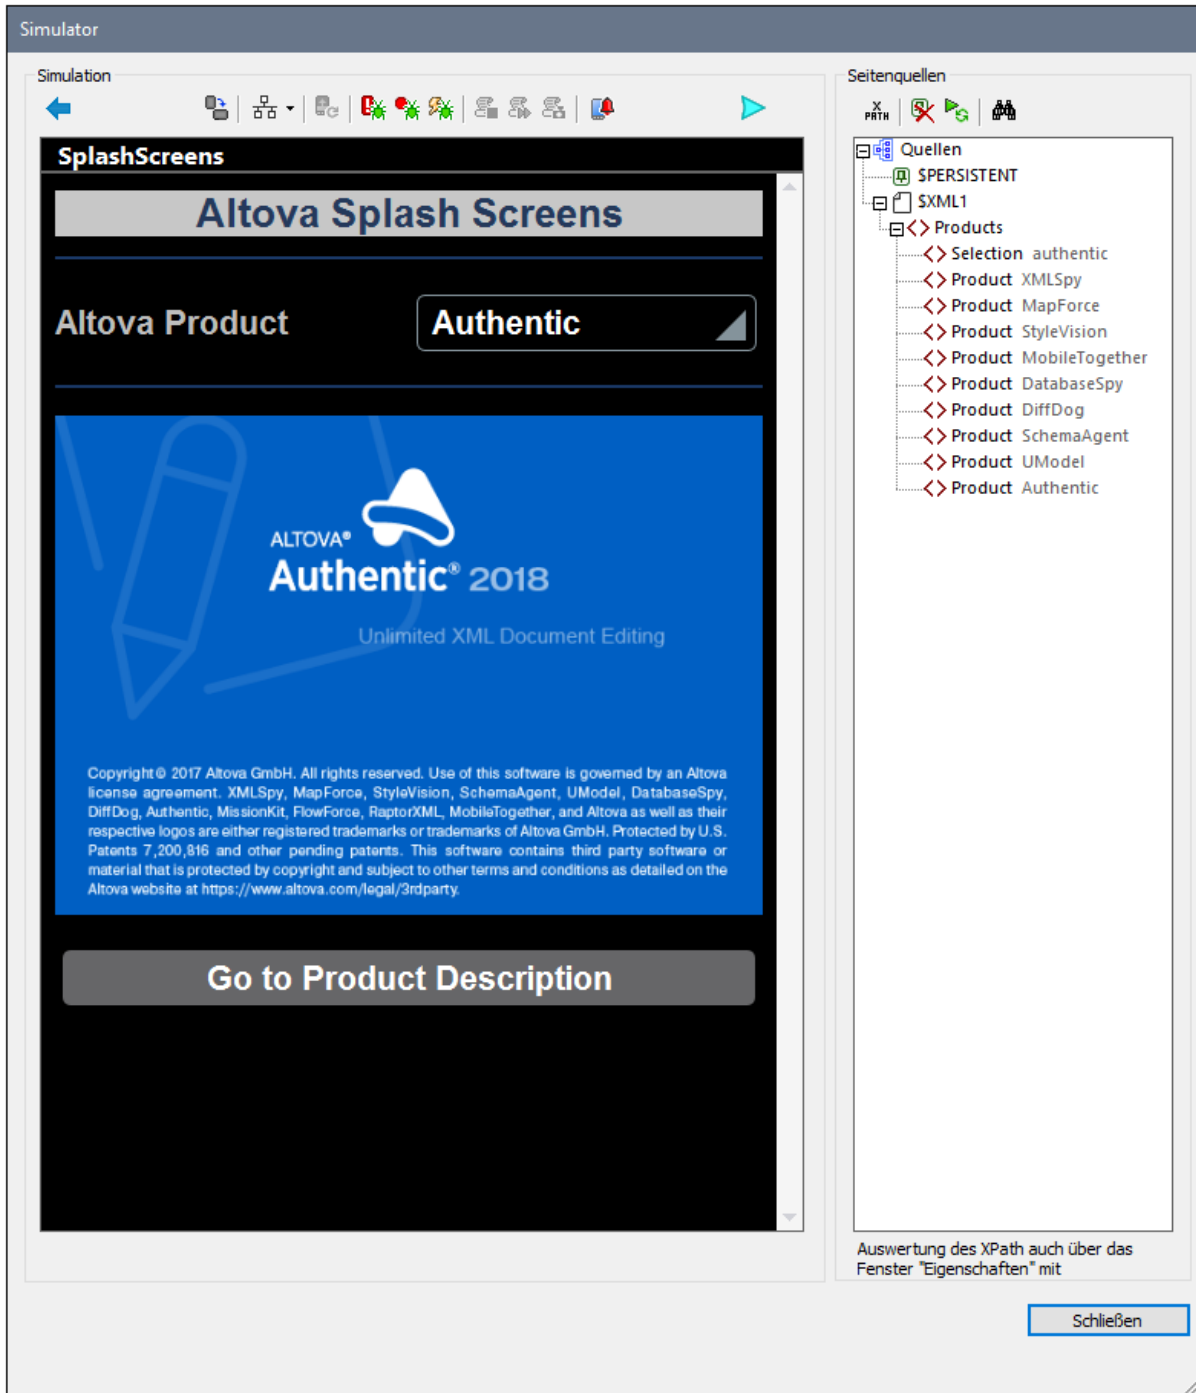 Simulator
Simulation
SplashScreens
Altova Splash Screens
Altova Product
Authentic
ALTOVA®
Authentic® 2018
Unlimited XML Document Editing
Copyright© 2017 Altova GmbH. All rights reserved. Use of this software is governed by an Altova
license agreement. XMLSpy, MapForce, StyleVision, SchemaAgent, UModel, DatabaseSpy,
DiffDog, Authentic, MissionKit, FlowForce, RaptorXML, MobileTogether, and Altova as well as their
respective logos are either registered trademarks or trademarks of Altova GmbH. Protected by U.S.
Patents 7,200,816 and other pending patents. This software contains third party software or
material that is protected by copyright and subject to other terms and conditions as detailed on the
Altova website at https://www.altova.com/legal/3rdparty.
Go to Product Description
Seitenquellen
X
PATH
Quellen
$PERSISTENT
$XML1
Products
Selection authentic
Product XMLSpy
Product MapForce
Product StyleVision
Product MobileTogether
Product DatabaseSpy
Product DiffDog
Product SchemaAgent
Product UModel
Product Authentic
Auswertung des XPath auch über das
Fenster "Eigenschaften" mit
Schließen